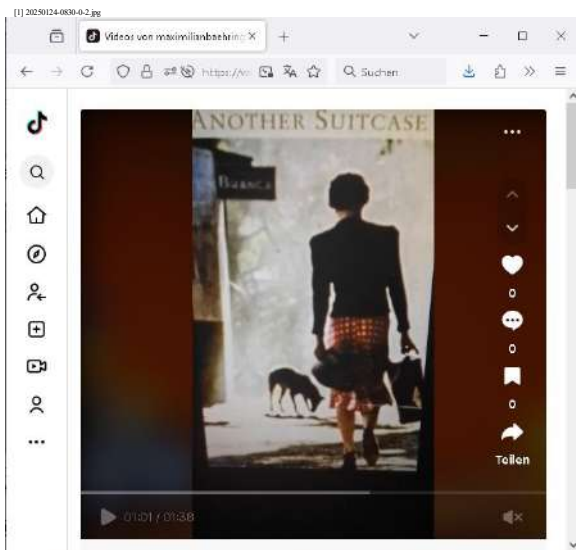 [1] 20250124-0830-0-2.jpg
Videos von maximilianbaehring
Suchen
ANOTHER SUITCASE
0
0
0
Teilen
01:01 / 01:38